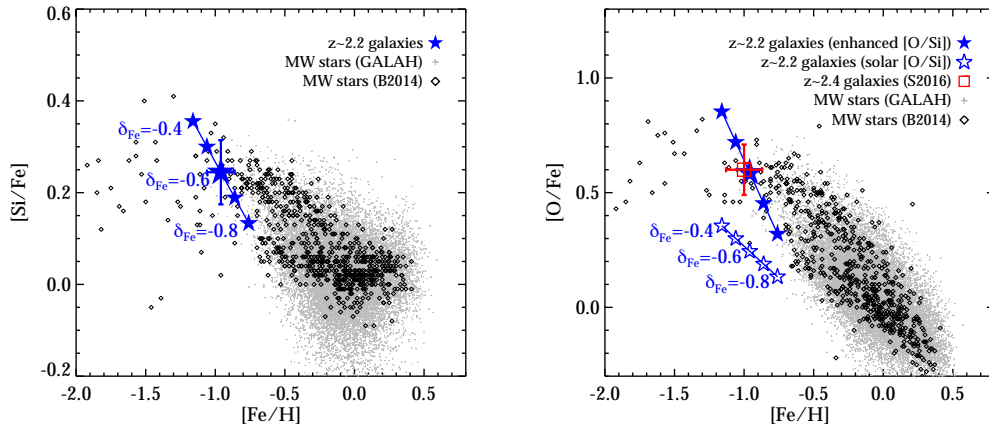 0.6
0.4
0.2
0.0
-0.2
[Si/Fe]
z~2.2 galaxies
MW stars (GALAH)
MW stars (B2014)
δFe=-0.4
δFe=-0.6
δFe=-0.8
-2.0 -1.5 -1.0 -0.5 0.0 0.5
[Fe/H]
1.0
0.5
0.0
[O/Fe]
z~2.2 galaxies (enhanced [O/Si])
z~2.2 galaxies (solar [O/Si])
z~2.4 galaxies (S2016)
MW stars (GALAH)
MW stars (B2014)
δFe=-0.4
δFe=-0.6
δFe=-0.8
-2.0 -1.5 -1.0 -0.5 0.0 0.5
[Fe/H]